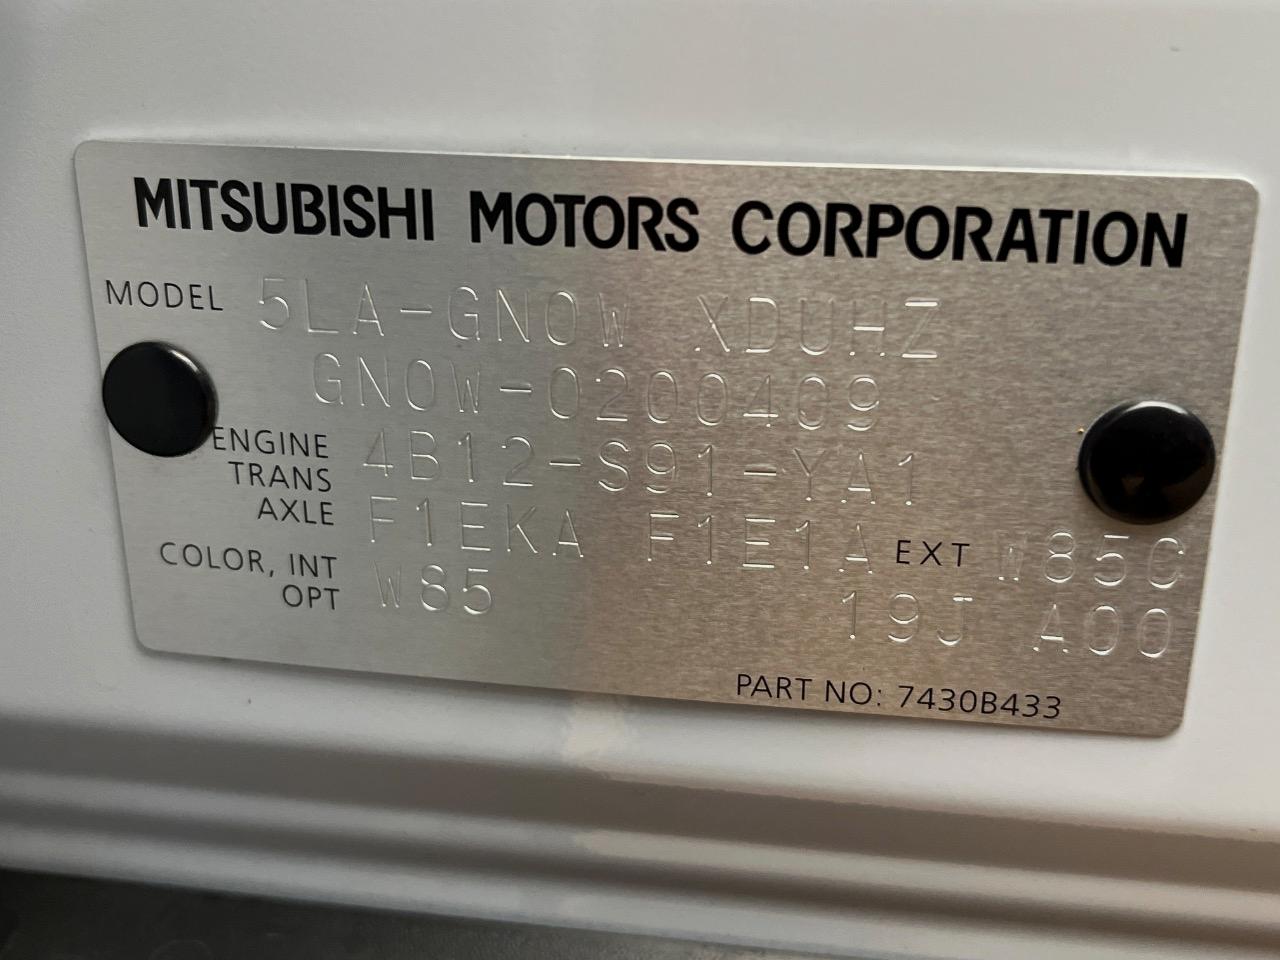 MITSUBISHI MOTORS CORPORATION
MODEL 5LA-GN0W XDUHZ
GN0W-0200409
ENGINE 4B12-S91-YA1
TRANS
AXLE F1EKA F1E1A EXT W85C
COLOR, INT W85
OPT 19J A00
PART NO: 7430B433